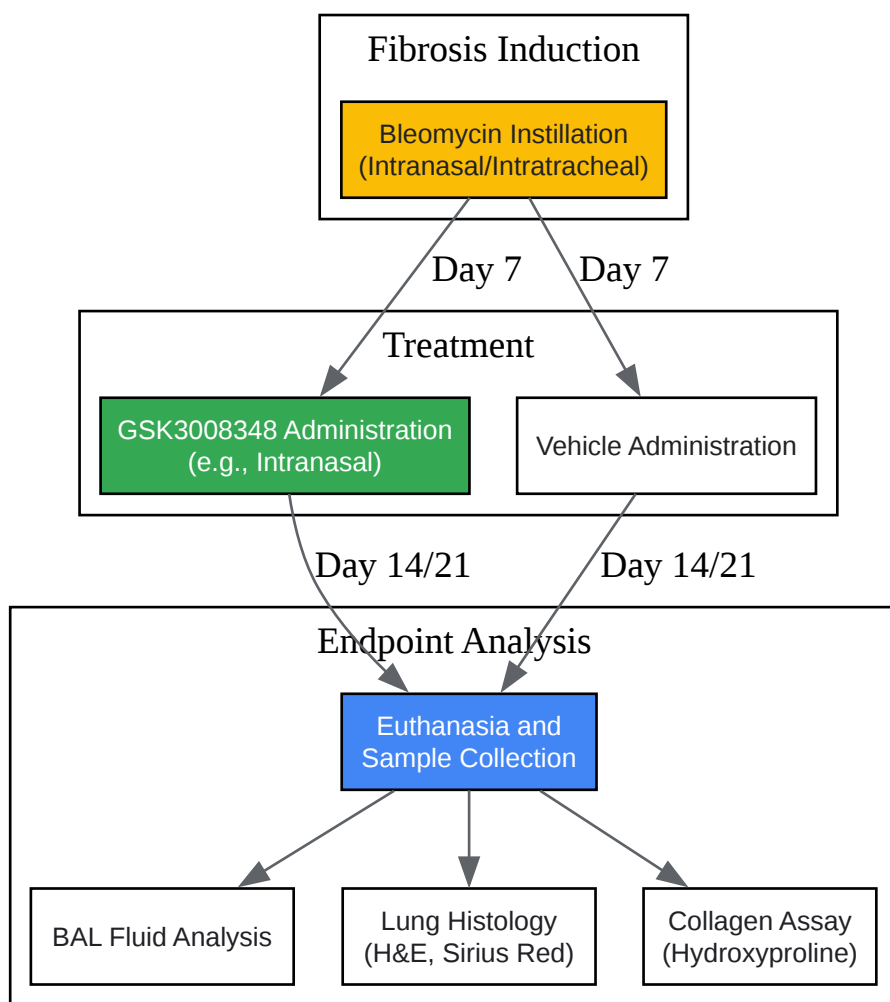 Fibrosis Induction
Bleomycin Instillation
(Intranasal/Intratracheal)
Day 7
Day 7
Treatment
GSK3008348 Administration
(e.g., Intranasal)
Vehicle Administration
Day 14/21
Day 14/21
Endpoint Analysis
Euthanasia and
Sample Collection
BAL Fluid Analysis
Lung Histology
(H&E, Sirius Red)
Collagen Assay
(Hydroxyproline)